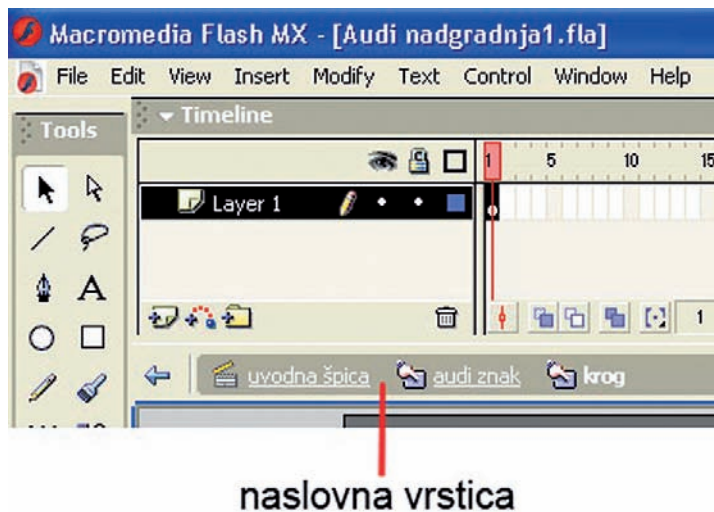 Macromedia Flash MX - [Audi nadgradnja1.fla]
File Edit View Insert Modify Text Control Window Help
Tools
Timeline
1 5 10 15
Layer 1
1
uvodna špica audi znak krog
naslovna vrstica